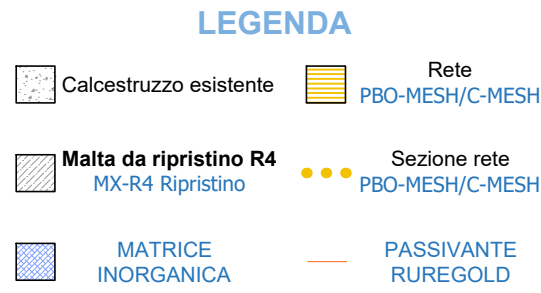 LEGENDA
Calcestruzzo esistente
Rete
PBO-MESH/C-MESH
Malta da ripristino R4
MX-R4 Ripristino
Sezione rete
PBO-MESH/C-MESH
MATRICE
INORGANICA
PASSIVANTE
RUREGOLD